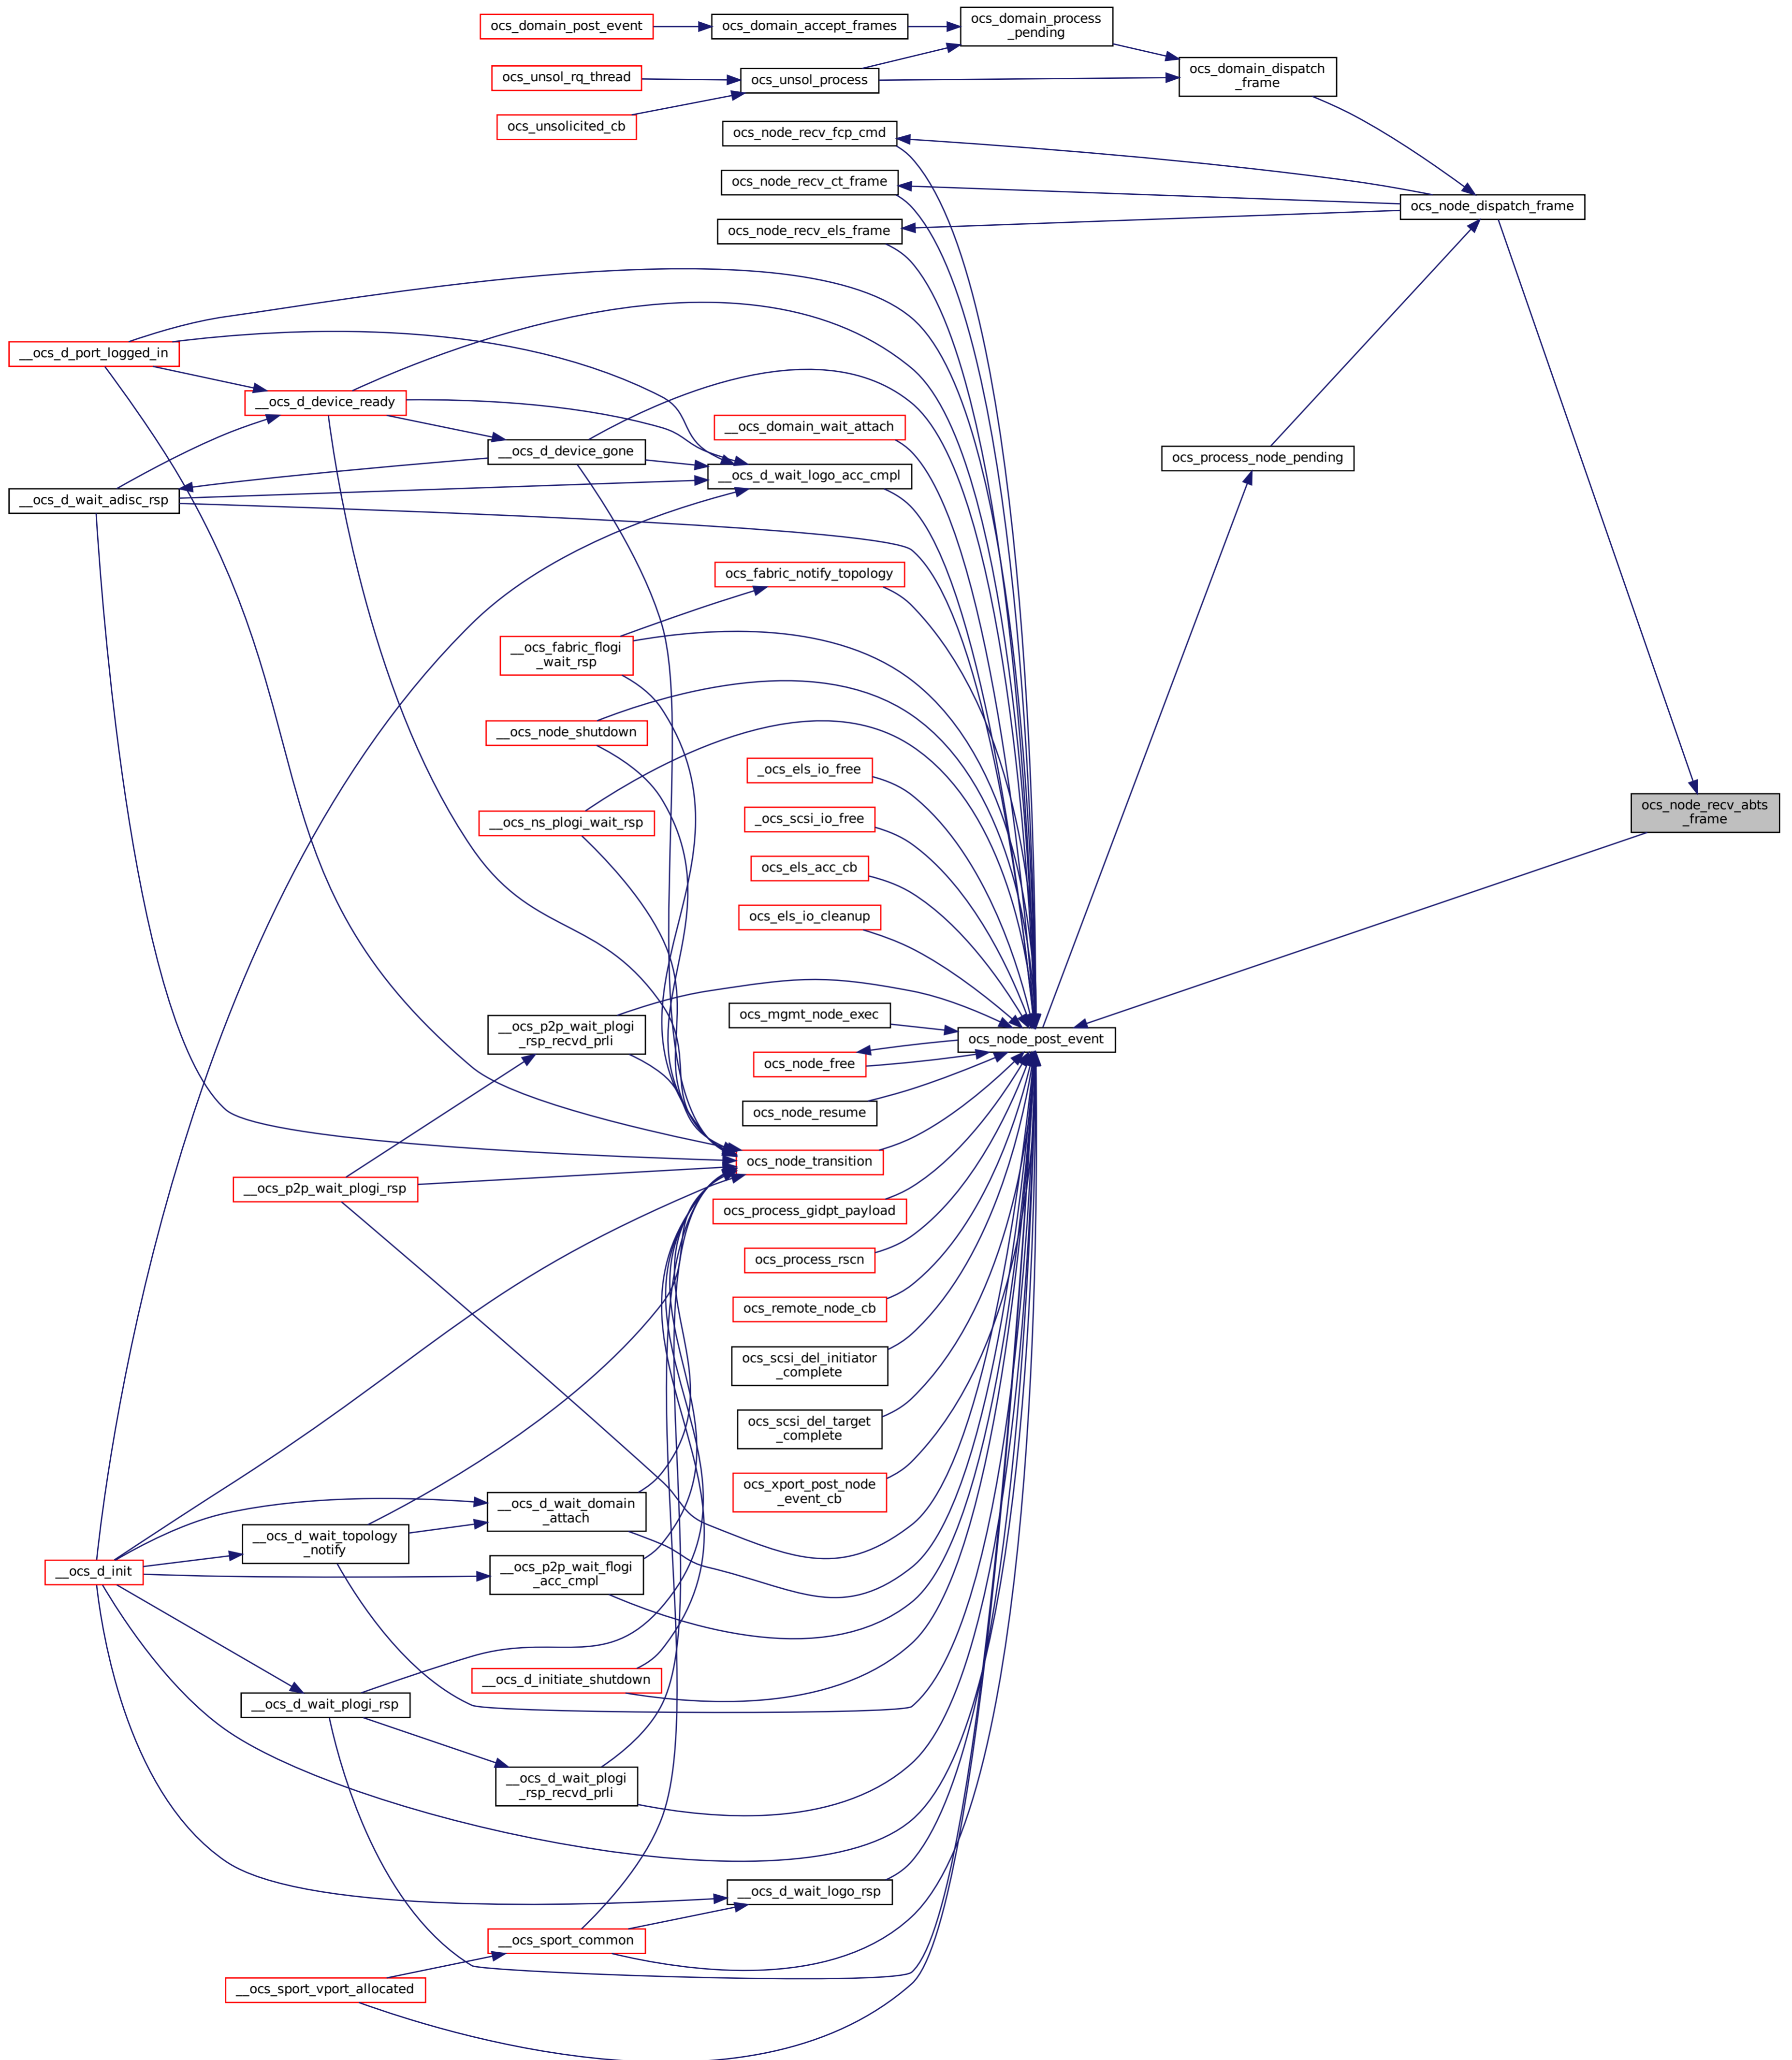 ocs_domain_post_event
ocs_domain_accept_frames
ocs_domain_process
_pending
ocs_unsol_rq_thread
ocs_unsol_process
ocs_domain_dispatch
_frame
ocs_unsolicited_cb
ocs_node_recv_fcp_cmd
ocs_node_recv_ct_frame
ocs_node_dispatch_frame
ocs_node_recv_els_frame
__ocs_d_port_logged_in
__ocs_d_device_ready
__ocs_domain_wait_attach
__ocs_d_device_gone
ocs_process_node_pending
__ocs_d_wait_logo_acc_cmpl
__ocs_d_wait_adisc_rsp
ocs_fabric_notify_topology
__ocs_fabric_flogi
_wait_rsp
__ocs_node_shutdown
_ocs_els_io_free
ocs_node_recv_abts
_frame
__ocs_ns_plogi_wait_rsp
_ocs_scsi_io_free
ocs_els_acc_cb
ocs_els_io_cleanup
ocs_mgmt_node_exec
__ocs_p2p_wait_plogi
_rsp_recvd_prli
ocs_node_post_event
ocs_node_free
ocs_node_resume
ocs_node_transition
__ocs_p2p_wait_plogi_rsp
ocs_process_gidpt_payload
ocs_process_rscn
ocs_remote_node_cb
ocs_scsi_del_initiator
_complete
ocs_scsi_del_target
_complete
ocs_xport_post_node
_event_cb
__ocs_d_wait_domain
_attach
__ocs_d_wait_topology
_notify
__ocs_d_init
__ocs_p2p_wait_flogi
_acc_cmpl
__ocs_d_initiate_shutdown
__ocs_d_wait_plogi_rsp
__ocs_d_wait_plogi
_rsp_recvd_prli
__ocs_d_wait_logo_rsp
__ocs_sport_common
__ocs_sport_vport_allocated